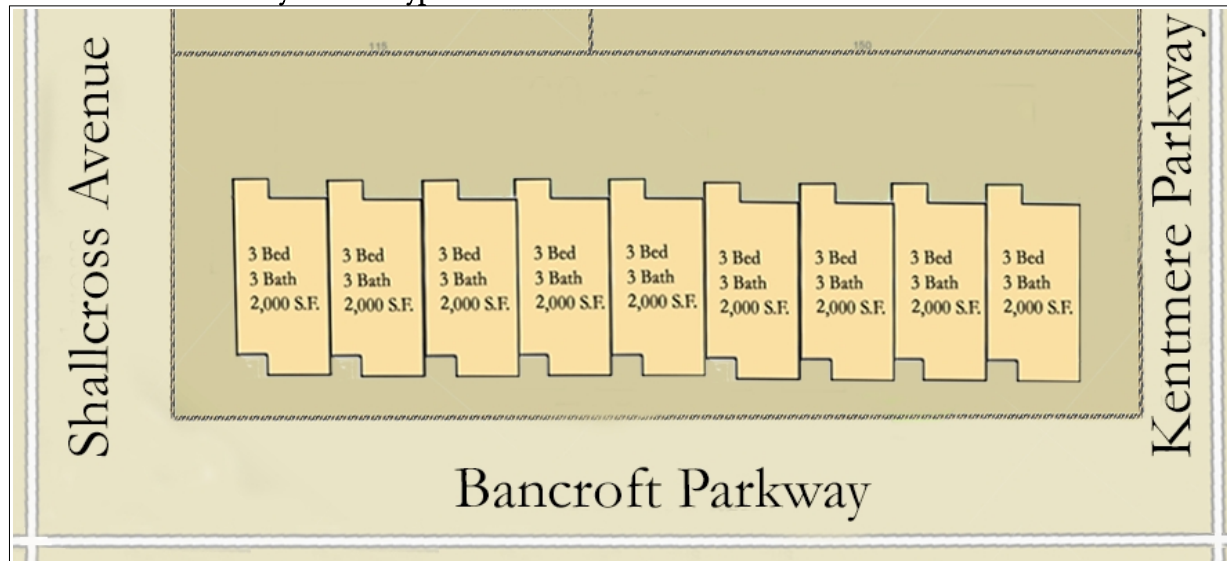 115
150
Shallcross Avenue
Kentmere Parkway
3 Bed
3 Bath
2,000 S.F.
3 Bed
3 Bath
2,000 S.F.
3 Bed
3 Bath
2,000 S.F.
3 Bed
3 Bath
2,000 S.F.
3 Bed
3 Bath
2,000 S.F.
3 Bed
3 Bath
2,000 S.F.
3 Bed
3 Bath
2,000 S.F.
3 Bed
3 Bath
2,000 S.F.
3 Bed
3 Bath
2,000 S.F.
Bancroft Parkway